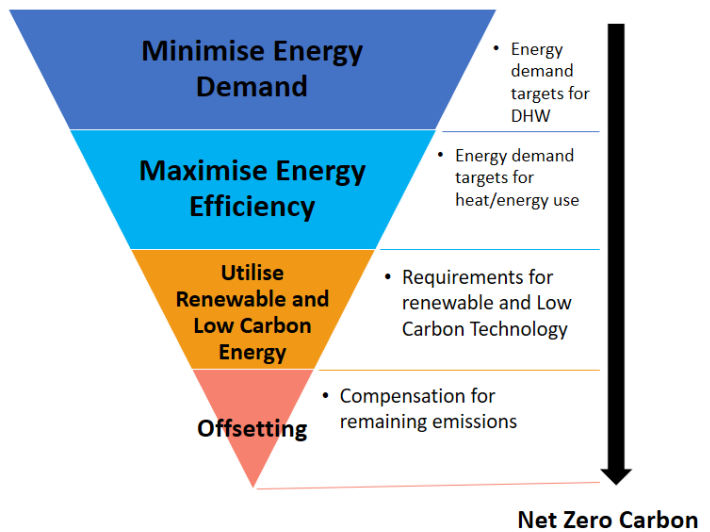 Minimise Energy
Demand
• Energy
demand
targets for
DHW
Maximise Energy
Efficiency
• Energy demand
targets for
heat/energy use
Utilise
Renewable and
Low Carbon
Energy
• Requirements for
renewable and Low
Carbon Technology
Offsetting
• Compensation for
remaining emissions
Net Zero Carbon